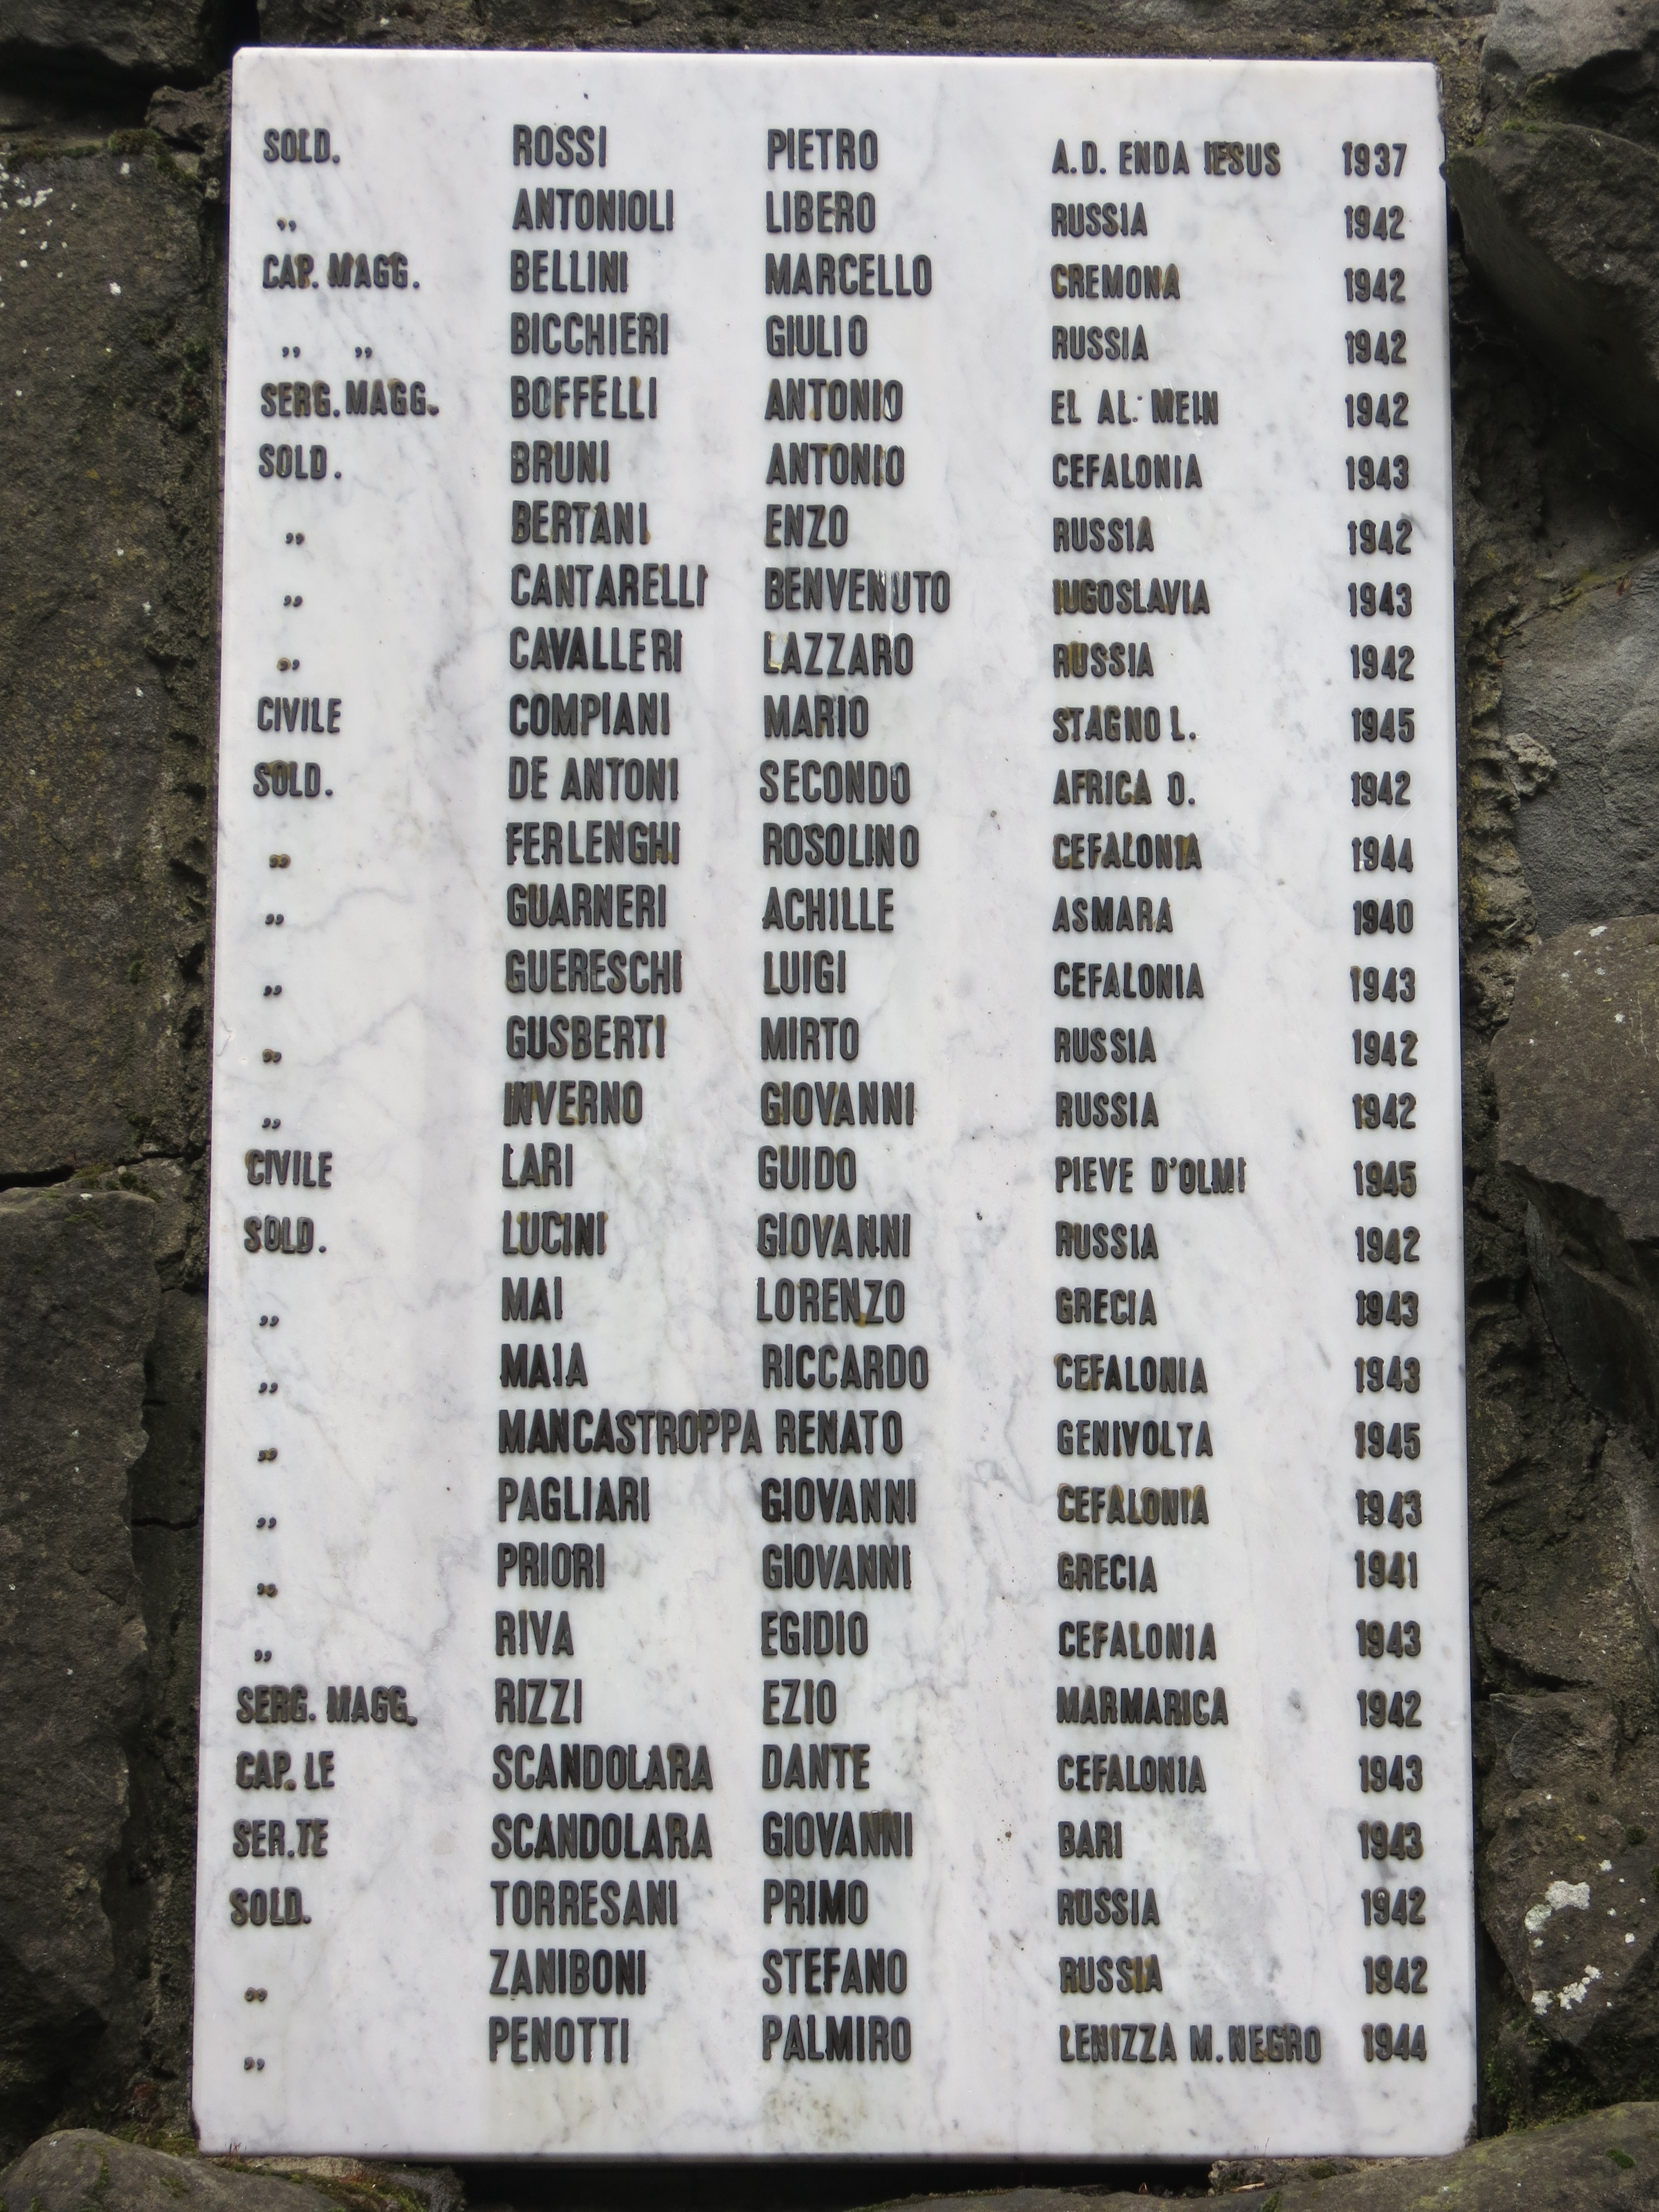 SOLD. ROSSI PIETRO A.D. ENDA IESUS 1937
,, ANTONIOLI LIBERO RUSSIA 1942
CAP. MAGG. BELLINI MARCELLO CREMONA 1942
,, ,, BICCHIERI GIULIO RUSSIA 1942
SERG. MAGG. BOFFELLI ANTONIO EL AL: MEIN 1942
SOLD. BRUNI ANTONIO CEFALONIA 1943
,, BERTANI ENZO RUSSIA 1942
,, CANTARELLI BENVENUTO IUGOSLAVIA 1943
,, CAVALLERI LAZZARO RUSSIA 1942
CIVILE COMPIANI MARIO STAGNO L. 1945
SOLD. DE ANTONI SECONDO AFRICA O. 1942
,, FERLENGHI ROSOLINO CEFALONIA 1944
,, GUARNERI ACHILLE ASMARA 1940
,, GUERESCHI LUIGI CEFALONIA 1943
,, GUSBERTI MIRTO RUSSIA 1942
,, INVERNO GIOVANNI RUSSIA 1942
CIVILE LARI GUIDO PIEVE D'OLMI 1945
SOLD. LUCINI GIOVANNI RUSSIA 1942
,, MAI LORENZO GRECIA 1943
,, MAIA RICCARDO CEFALONIA 1943
,, MANCASTROPPA RENATO GENIVOLTA 1945
,, PAGLIARI GIOVANNI CEFALONIA 1943
,, PRIORI GIOVANNI GRECIA 1941
,, RIVA EGIDIO CEFALONIA 1943
SERG. MAGG. RIZZI EZIO MARMARICA 1942
CAP. LE SCANDOLARA DANTE CEFALONIA 1943
SER.TE SCANDOLARA GIOVANNI BARI 1943
SOLD. TORRESANI PRIMO RUSSIA 1942
,, ZANIBONI STEFANO RUSSIA 1942
,, PENOTTI PALMIRO LENIZZA M. NEGRO 1944